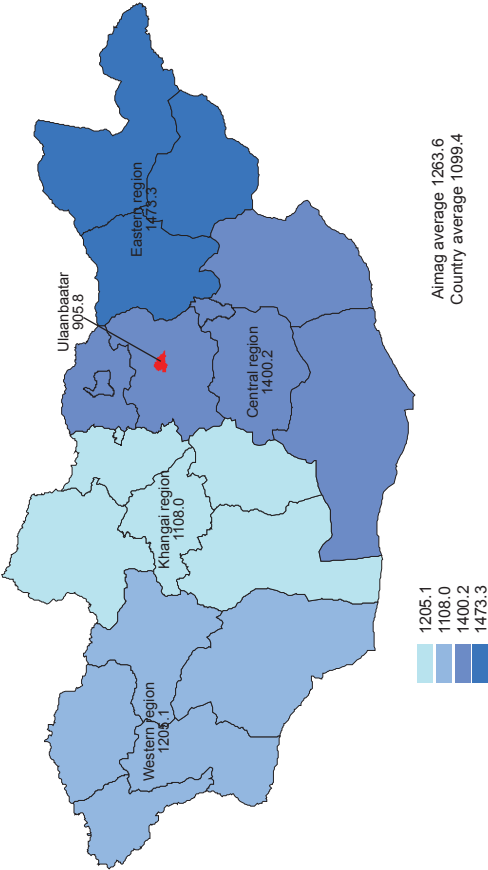 Ulaanbaatar
905.8
Eastern region
1473.3
Khangai region
1108.0
Central region
1400.2
Western region
1205.1
1205.1
1108.0
1400.2
1473.3
Aimag average 1263.6
Country average 1099.4